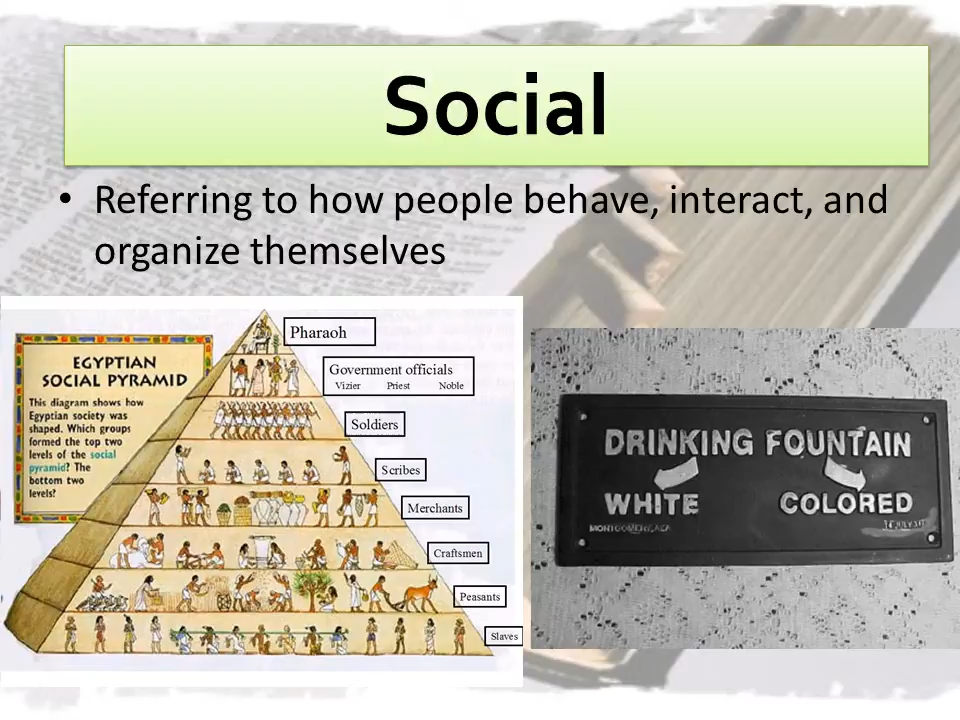 Social
• Referring to how people behave, interact, and
organize themselves
EGYPTIAN
SOCIAL PYRAMID
This diagram shows how
Egyptian society was
shaped. Which groups
formed the top two
levels of the social
pyramid? The
bottom two
levels?
Pharaoh
Government officials
Vizier Priest Noble
Soldiers
Scribes
Merchants
Craftsmen
Peasants
Slaves
DRINKING FOUNTAIN
WHITE COLORED